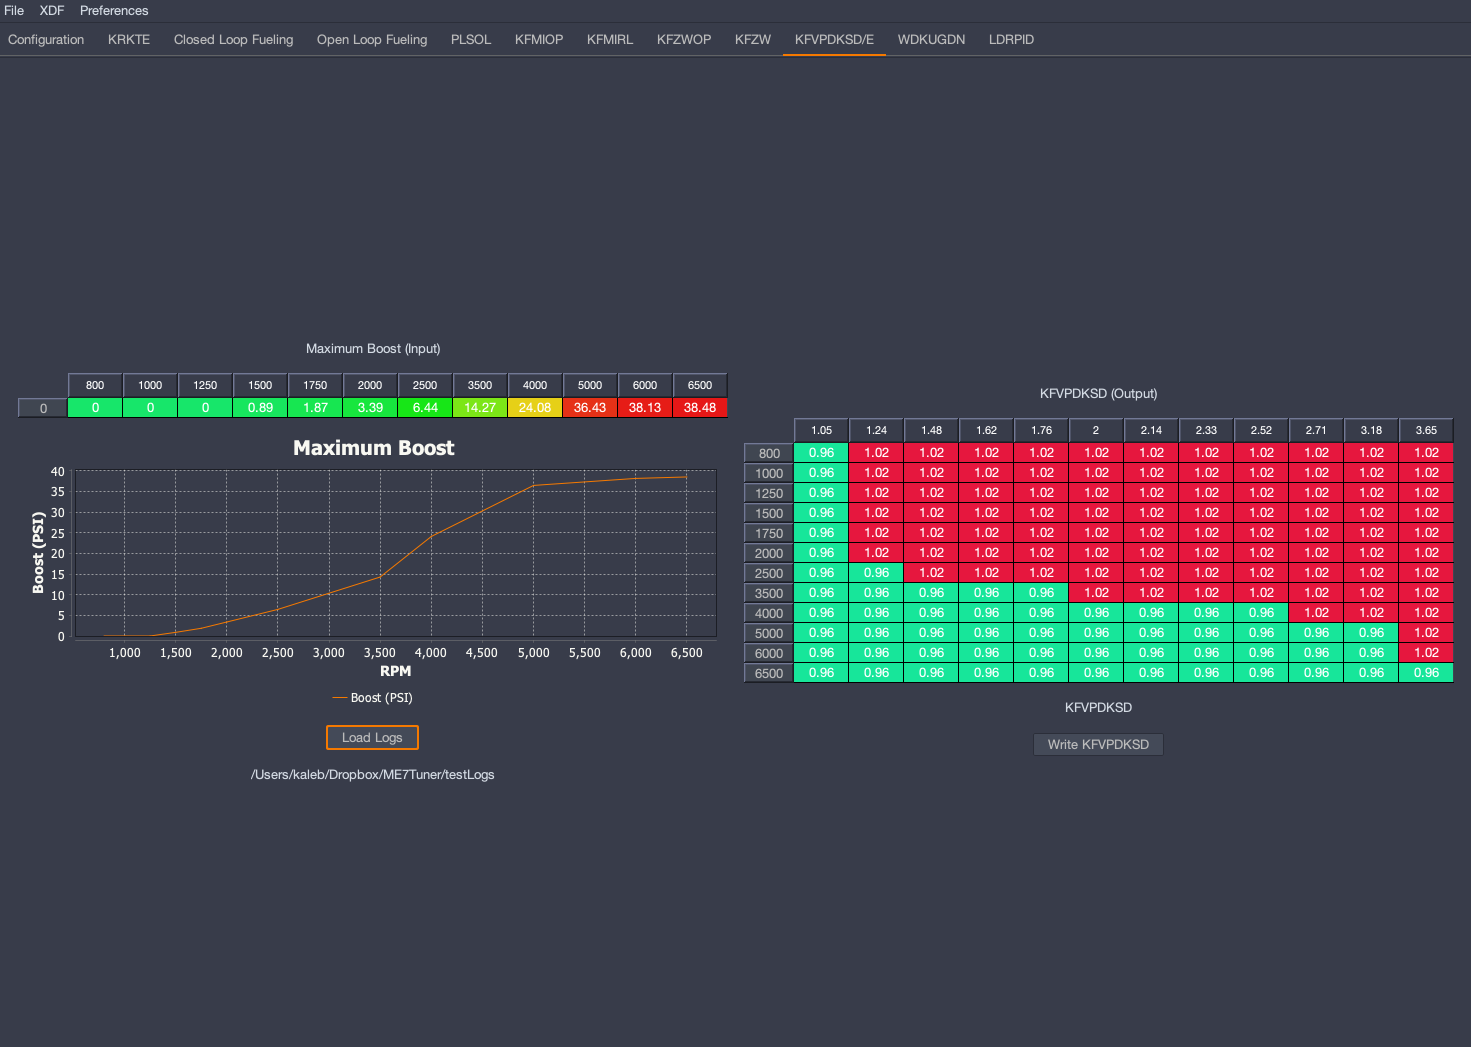 File XDF Preferences
Configuration KRKTE Closed Loop Fueling Open Loop Fueling PLSOL KFMIOP KFMIRL KFZWOP KFZW KFVPDKSD/E WDKUGDN LDRPID
Maximum Boost (Input)
800 1000 1250 1500 1750 2000 2500 3500 4000 5000 6000 6500
0 0 0 0 0.89 1.87 3.39 6.44 14.27 24.08 36.43 38.13 38.48
Maximum Boost
40
35
30
25
20
15
10
5
0
Boost (PSI)
1,000 1,500 2,000 2,500 3,000 3,500 4,000 4,500 5,000 5,500 6,000 6,500
RPM
Boost (PSI)
Load Logs
/Users/kaleb/Dropbox/ME7Tuner/testLogs
KFVPDKSD (Output)
1.05 1.24 1.48 1.62 1.76 2 2.14 2.33 2.52 2.71 3.18 3.65
800 0.96 1.02 1.02 1.02 1.02 1.02 1.02 1.02 1.02 1.02 1.02 1.02
1000 0.96 1.02 1.02 1.02 1.02 1.02 1.02 1.02 1.02 1.02 1.02 1.02
1250 0.96 1.02 1.02 1.02 1.02 1.02 1.02 1.02 1.02 1.02 1.02 1.02
1500 0.96 1.02 1.02 1.02 1.02 1.02 1.02 1.02 1.02 1.02 1.02 1.02
1750 0.96 1.02 1.02 1.02 1.02 1.02 1.02 1.02 1.02 1.02 1.02 1.02
2000 0.96 1.02 1.02 1.02 1.02 1.02 1.02 1.02 1.02 1.02 1.02 1.02
2500 0.96 0.96 1.02 1.02 1.02 1.02 1.02 1.02 1.02 1.02 1.02 1.02
3500 0.96 0.96 0.96 0.96 0.96 1.02 1.02 1.02 1.02 1.02 1.02 1.02
4000 0.96 0.96 0.96 0.96 0.96 0.96 0.96 0.96 0.96 1.02 1.02 1.02
5000 0.96 0.96 0.96 0.96 0.96 0.96 0.96 0.96 0.96 0.96 0.96 1.02
6000 0.96 0.96 0.96 0.96 0.96 0.96 0.96 0.96 0.96 0.96 0.96 1.02
6500 0.96 0.96 0.96 0.96 0.96 0.96 0.96 0.96 0.96 0.96 0.96 0.96
KFVPDKSD
Write KFVPDKSD